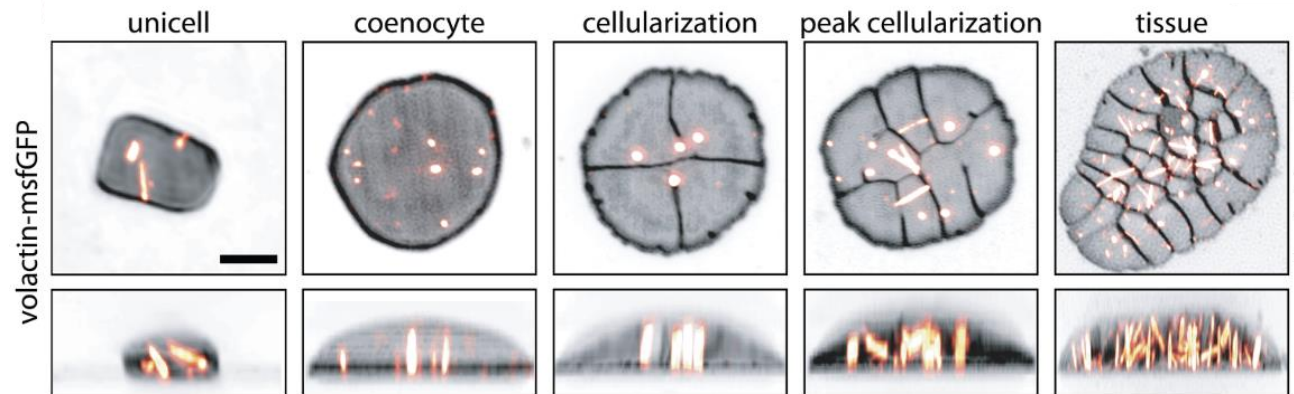 unicell
coenocyte
cellularization
peak cellularization
tissue
volactin-msfGFP